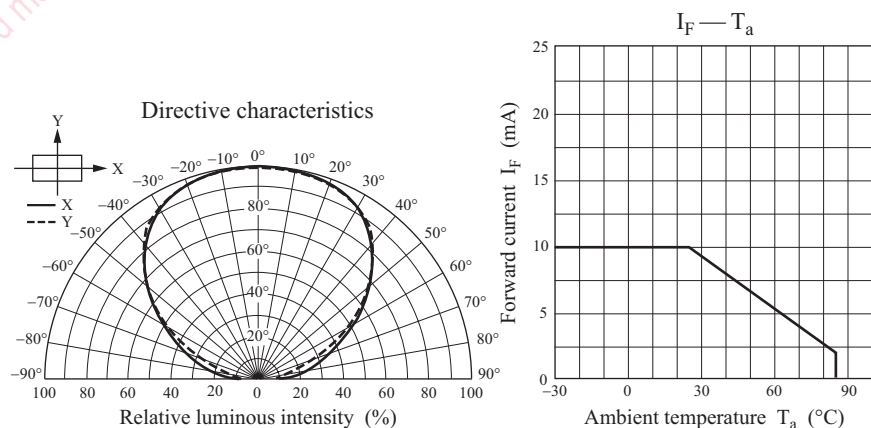 Directive characteristics
Y
X
X
Y
–90°
–80°
–70°
–60°
–50°
–40°
–30°
–20°
–10°
0°
10°
20°
30°
40°
50°
60°
70°
80°
90°
80°
60°
40°
20°
100 80 60 40 20 0 20 40 60 80 100
Relative luminous intensity (%)
I_F — T_a
Forward current I_F (mA)
25
20
15
10
5
0
–30 0 30 60 90
Ambient temperature T_a (°C)